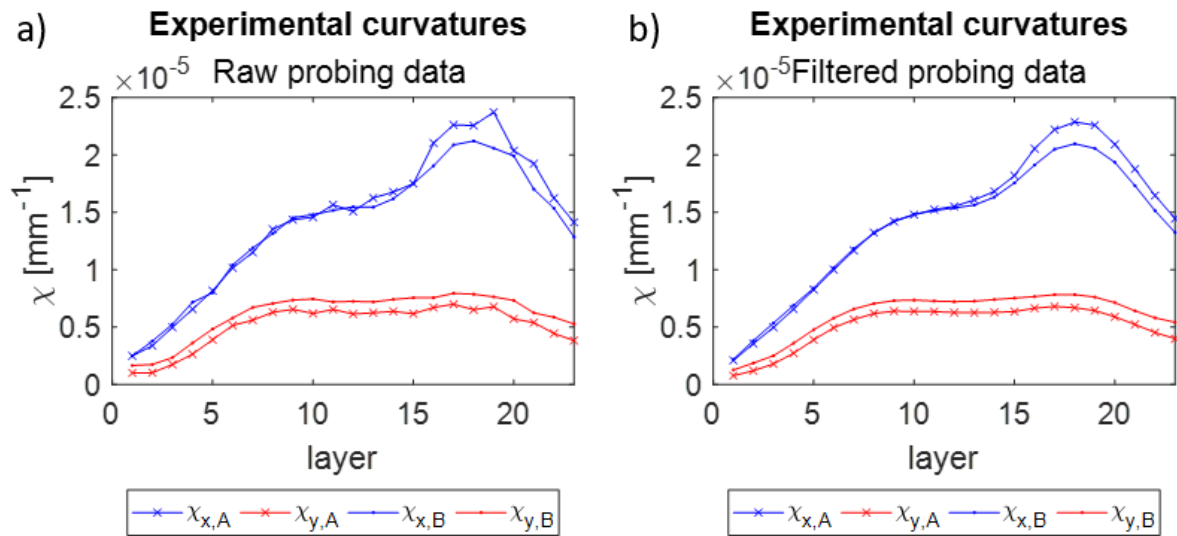 a) Experimental curvatures
×10⁻⁵ Raw probing data
2.5
2
1.5
1
0.5
0
χ [mm⁻¹]
0 5 10 15 20
layer
χx,A χy,A χx,B χy,B
b) Experimental curvatures
×10⁻⁵ Filtered probing data
2.5
2
1.5
1
0.5
0
χ [mm⁻¹]
0 5 10 15 20
layer
χx,A χy,A χx,B χy,B